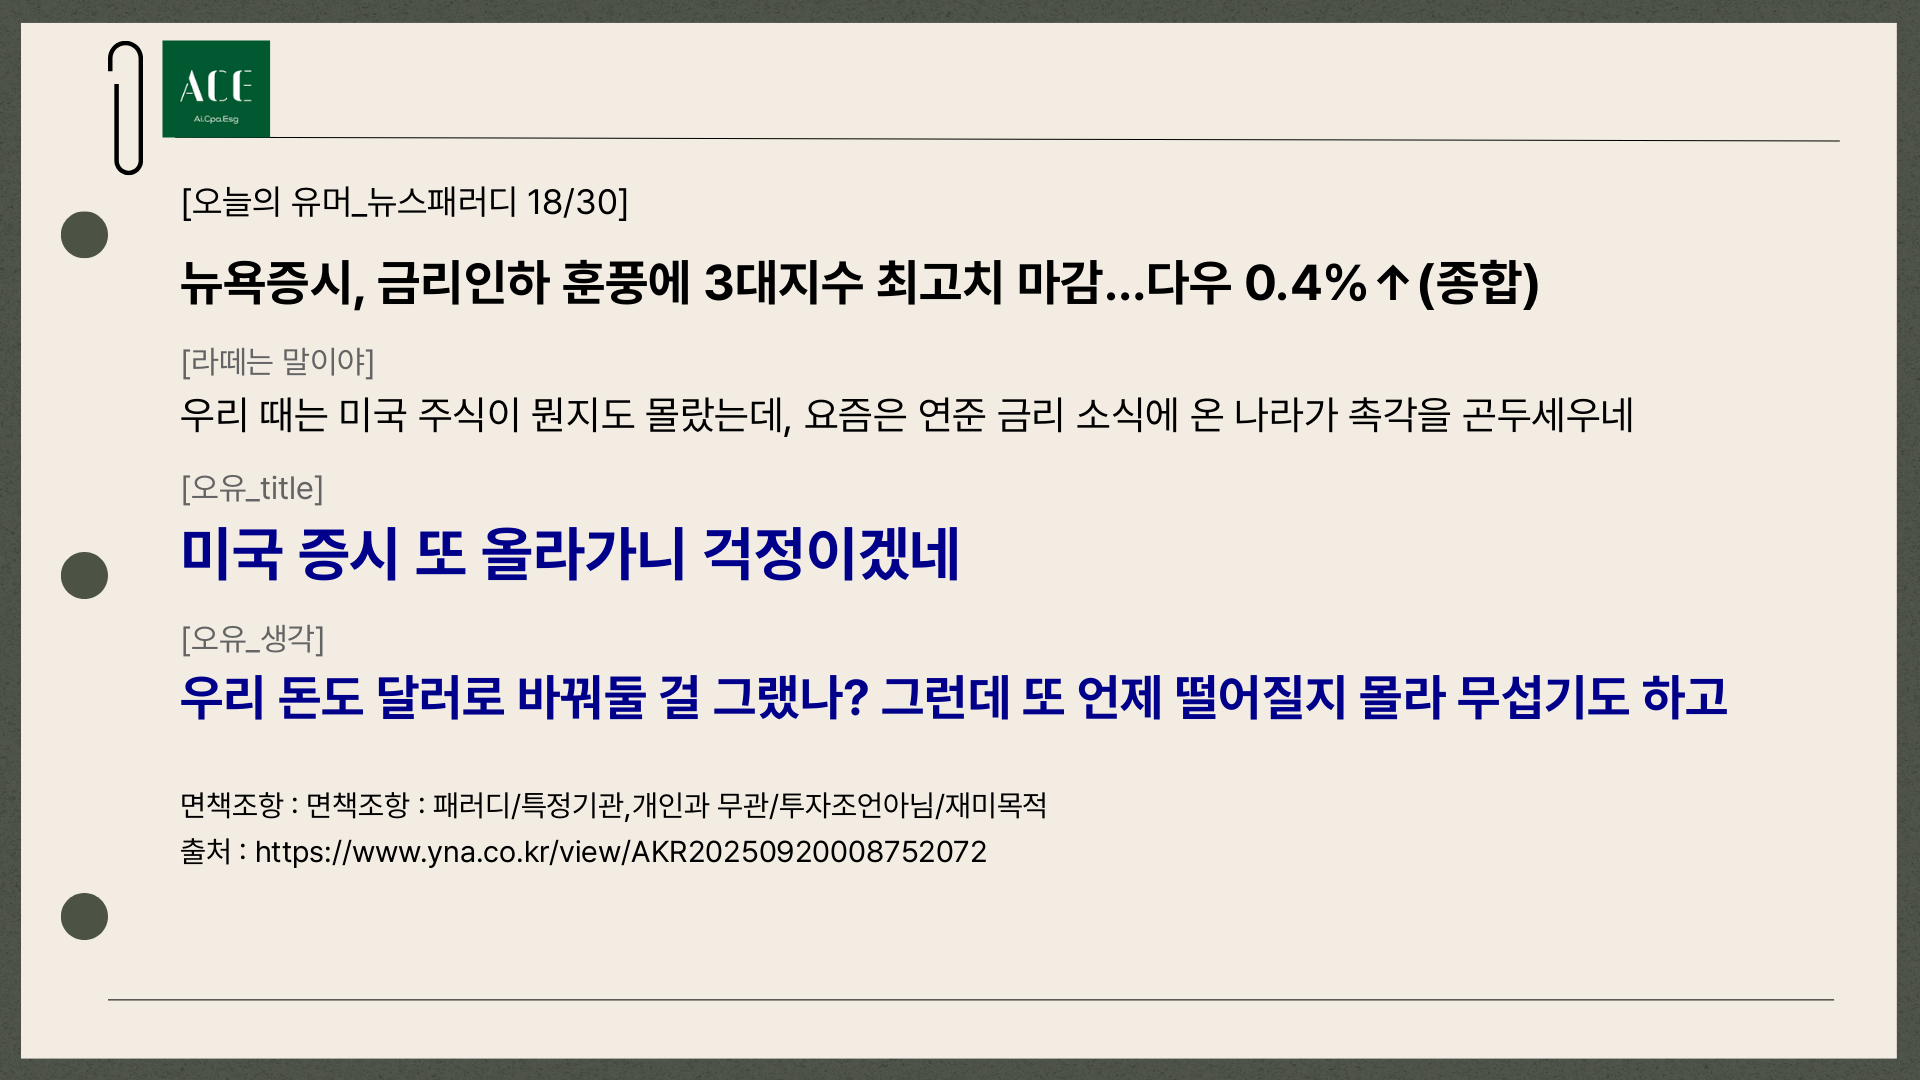 ACE
Ai.Cpa.Esg
[오늘의 유머_뉴스패러디 18/30]
뉴욕증시, 금리인하 훈풍에 3대지수 최고치 마감...다우 0.4%↑(종합)
[라떼는 말이야]
우리 때는 미국 주식이 뭔지도 몰랐는데, 요즘은 연준 금리 소식에 온 나라가 촉각을 곤두세우네
[오유_title]
미국 증시 또 올라가니 걱정이겠네
[오유_생각]
우리 돈도 달러로 바꿔둘 걸 그랬나? 그런데 또 언제 떨어질지 몰라 무섭기도 하고
면책조항 : 면책조항 : 패러디/특정기관,개인과 무관/투자조언아님/재미목적
출처 : https://www.yna.co.kr/view/AKR20250920008752072